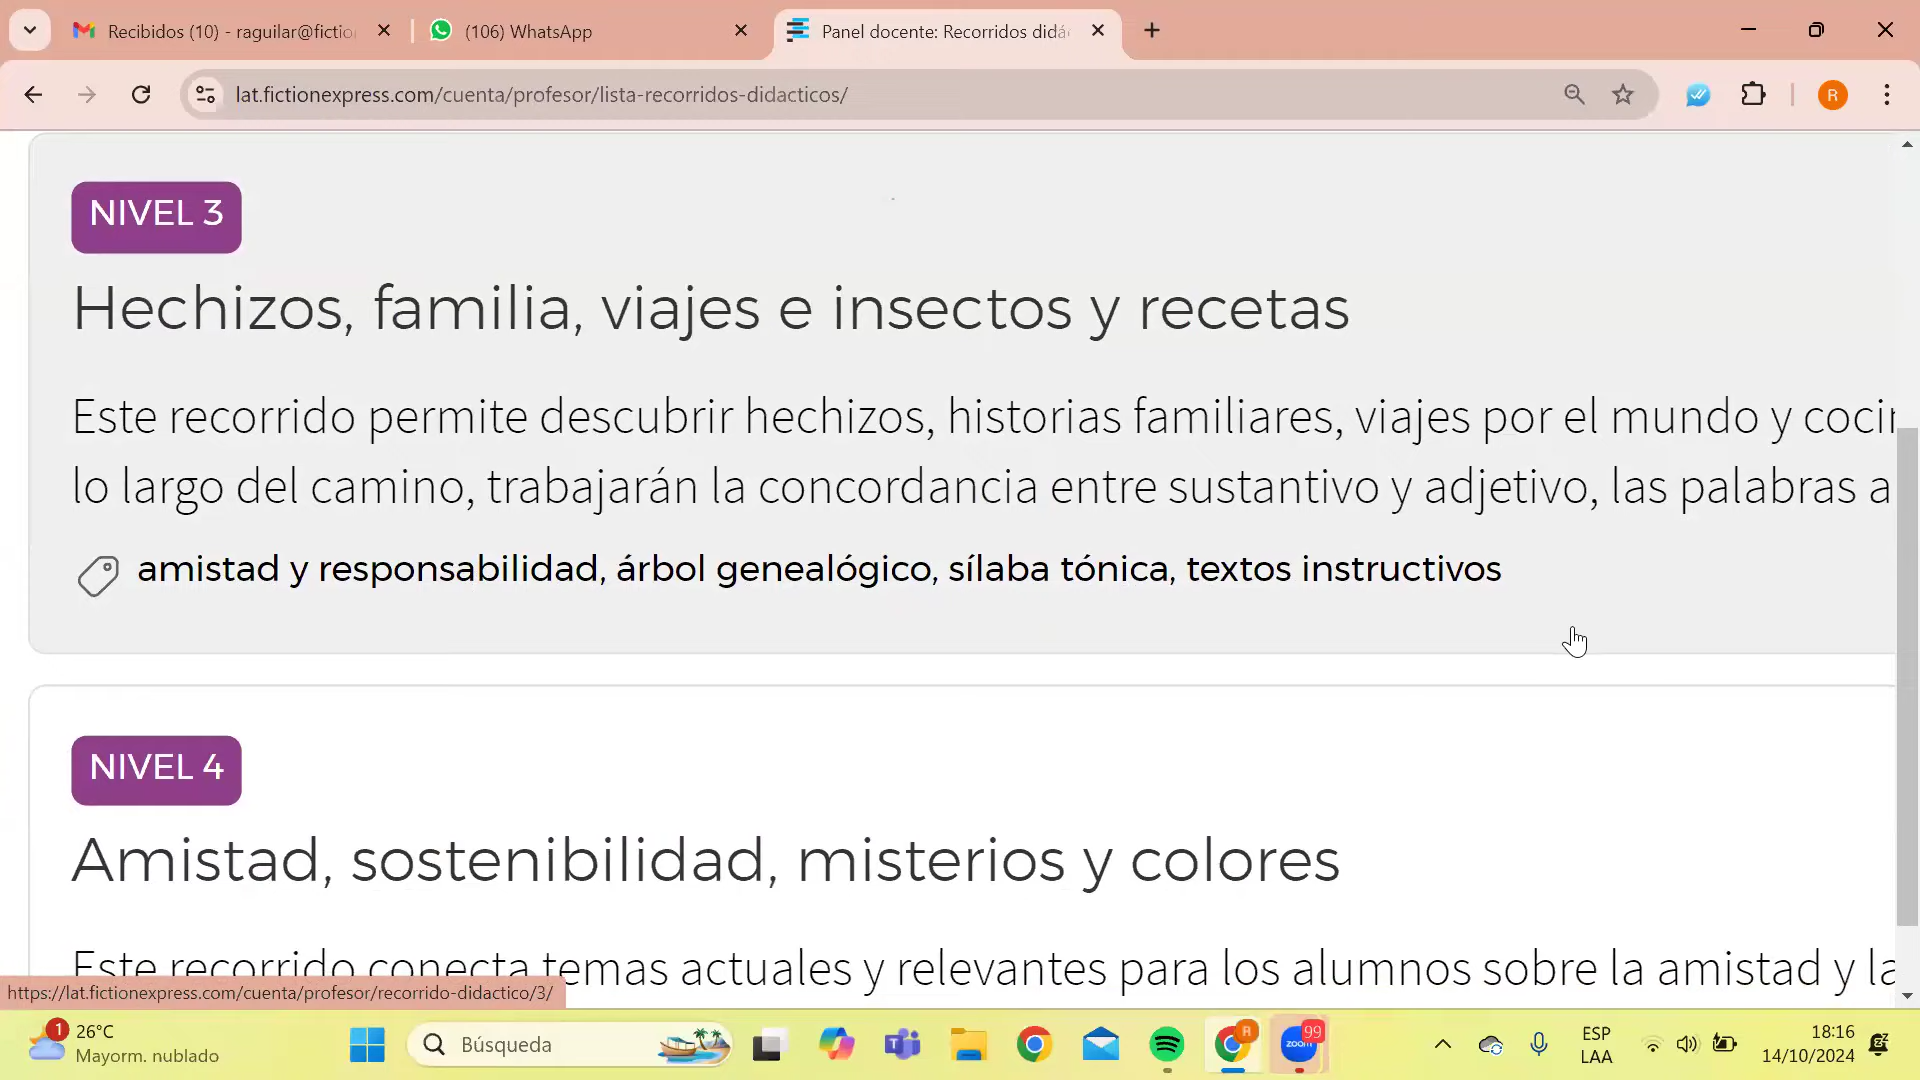 Recibidos (10) - raguilar@fictio
(106) WhatsApp
Panel docente: Recorridos didá
lat.fictionexpress.com/cuenta/profesor/lista-recorridos-didacticos/
R
NIVEL 3
Hechizos, familia, viajes e insectos y recetas
Este recorrido permite descubrir hechizos, historias familiares, viajes por el mundo y cocin
lo largo del camino, trabajarán la concordancia entre sustantivo y adjetivo, las palabras a
amistad y responsabilidad, árbol genealógico, sílaba tónica, textos instructivos
NIVEL 4
Amistad, sostenibilidad, misterios y colores
Este recorrido conecta temas actuales y relevantes para los alumnos sobre la amistad y la
https://lat.fictionexpress.com/cuenta/profesor/recorrido-didactico/3/
1
26°C
Mayorm. nublado
Búsqueda
R
zoom
99
ESP
LAA
18:16
14/10/2024